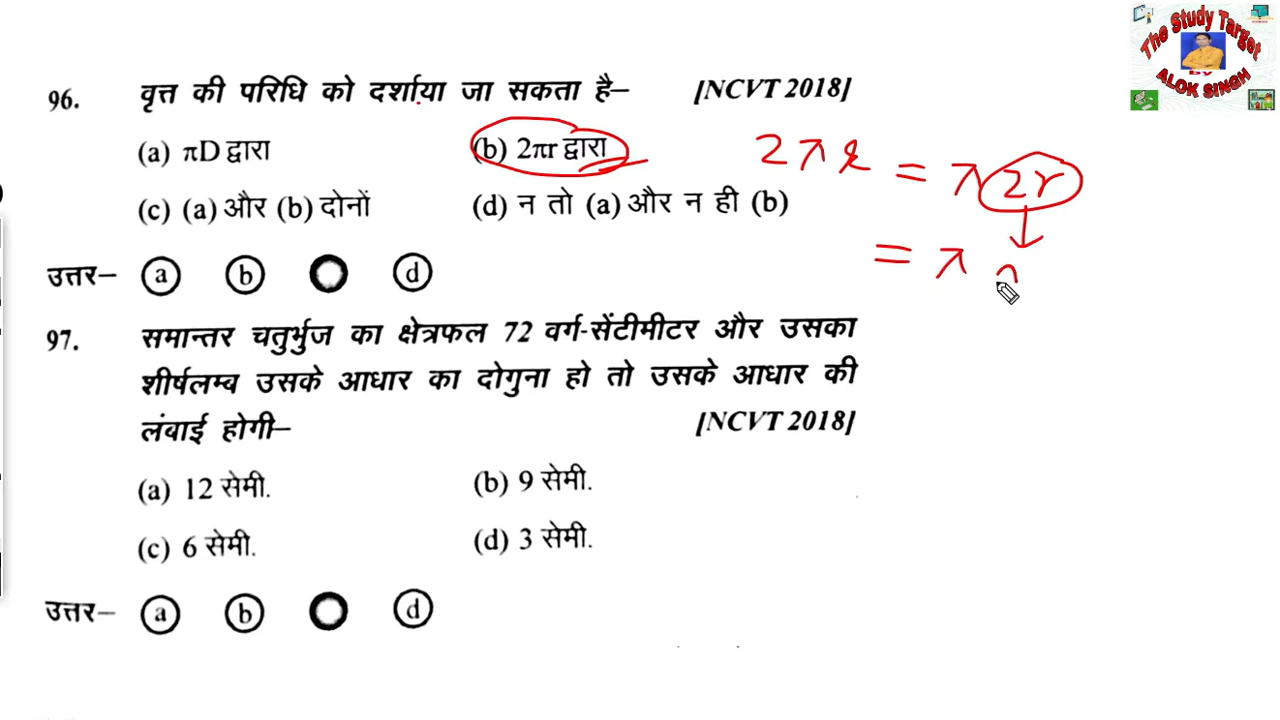 The Study Target
by
ALOK SINGH
96. वृत्त की परिधि को दर्शाया जा सकता है– [NCVT 2018]
(a) πD द्वारा (b) 2πr द्वारा
(c) (a) और (b) दोनों (d) न तो (a) और न ही (b)
उत्तर– a b d
2πr = π 2r
= π
97. समान्तर चतुर्भुज का क्षेत्रफल 72 वर्ग-सेंटीमीटर और उसका
शीर्षलम्ब उसके आधार का दोगुना हो तो उसके आधार की
लंबाई होगी– [NCVT 2018]
(a) 12 सेमी. (b) 9 सेमी.
(c) 6 सेमी. (d) 3 सेमी.
उत्तर– a b d